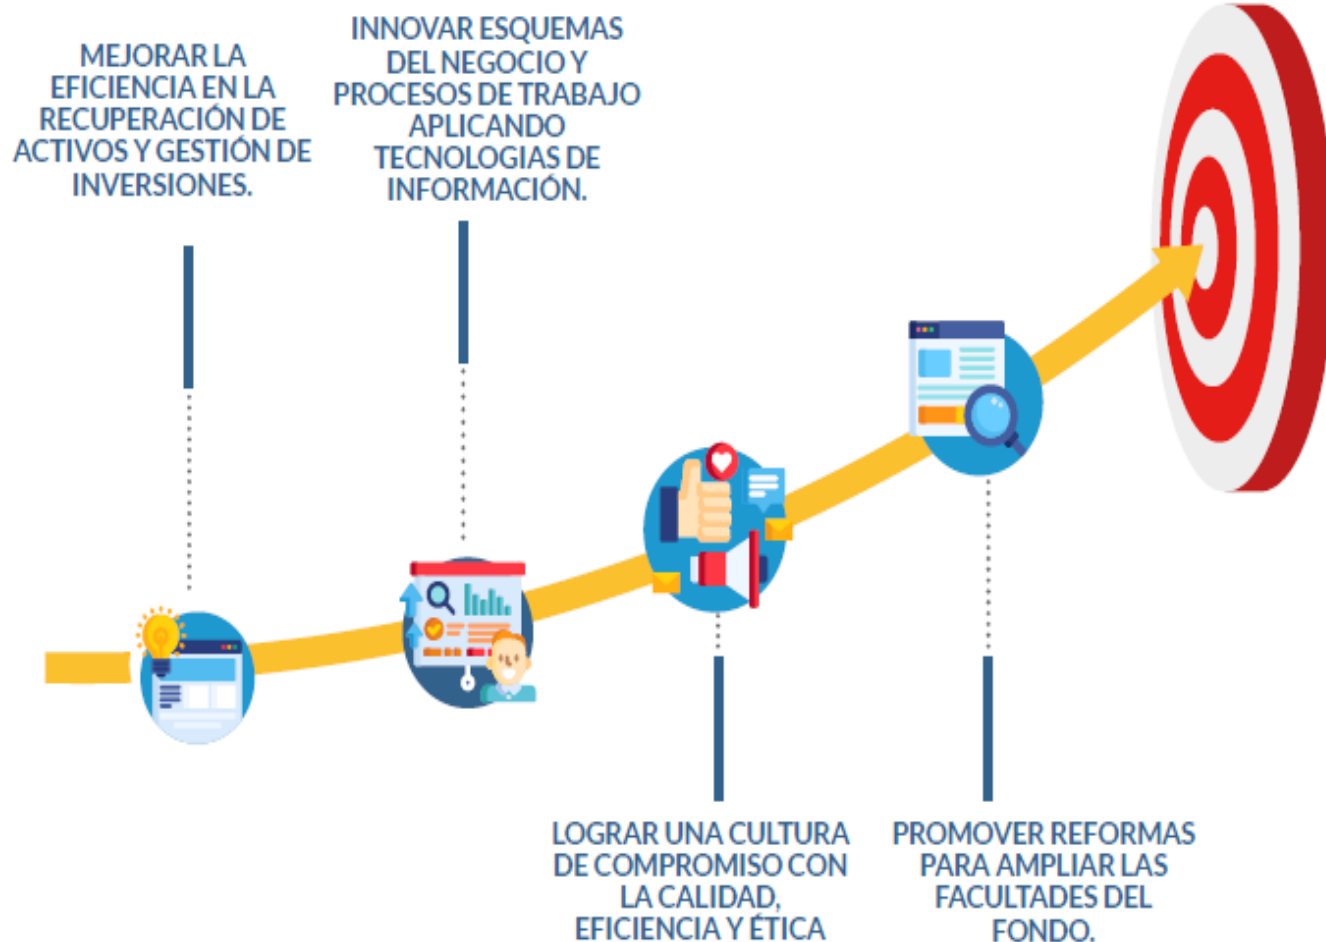 MEJORAR LA
EFICIENCIA EN LA
RECUPERACIÓN DE
ACTIVOS Y GESTIÓN DE
INVERSIONES.
INNOVAR ESQUEMAS
DEL NEGOCIO Y
PROCESOS DE TRABAJO
APLICANDO
TECNOLOGIAS DE
INFORMACIÓN.
LOGRAR UNA CULTURA
DE COMPROMISO CON
LA CALIDAD,
EFICIENCIA Y ÉTICA
PROMOVER REFORMAS
PARA AMPLIAR LAS
FACULTADES DEL
FONDO.